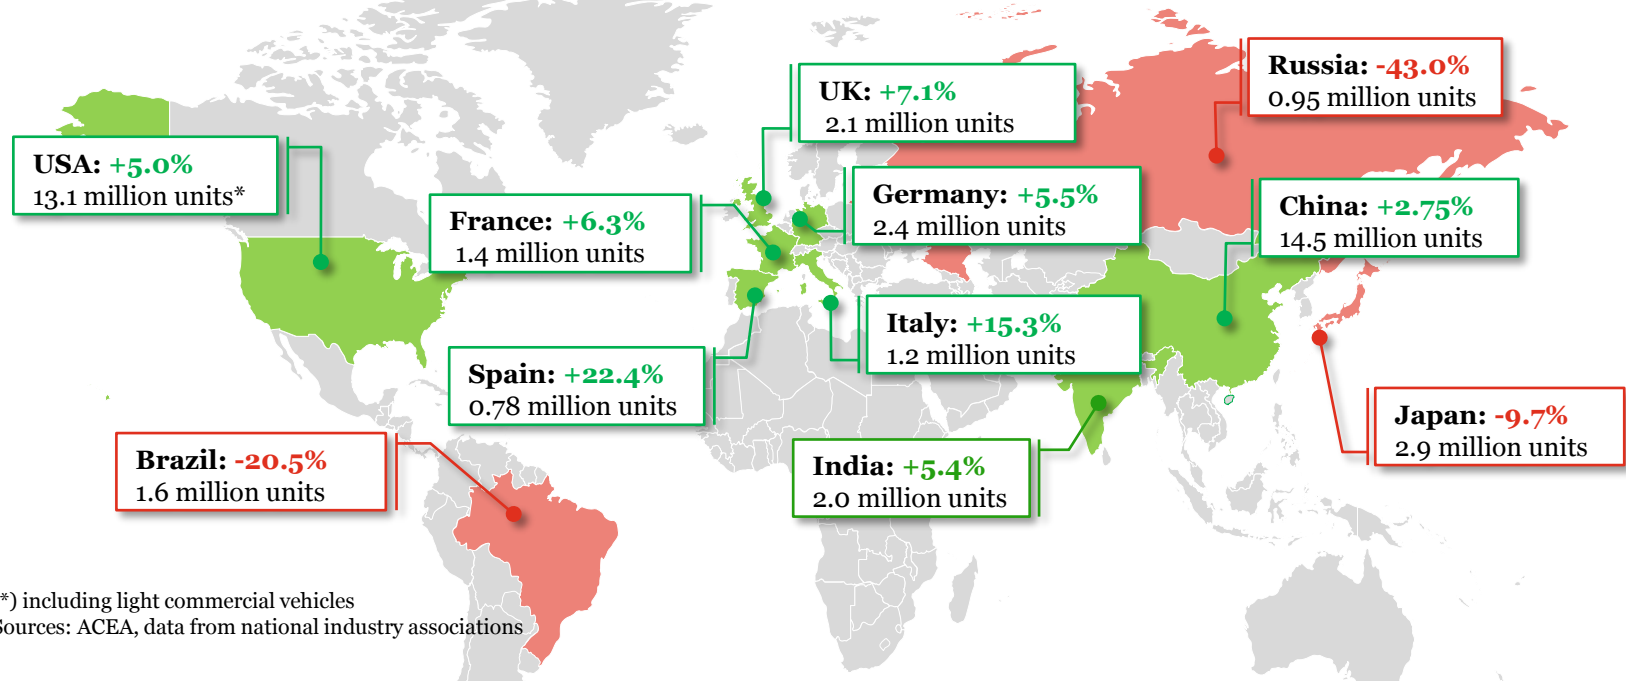 Russia: -43.0%
0.95 million units
UK: +7.1%
2.1 million units
USA: +5.0%
13.1 million units*
Germany: +5.5%
2.4 million units
China: +2.75%
14.5 million units
France: +6.3%
1.4 million units
Italy: +15.3%
1.2 million units
Spain: +22.4%
0.78 million units
Japan: -9.7%
2.9 million units
Brazil: -20.5%
1.6 million units
India: +5.4%
2.0 million units
*) including light commercial vehicles
Sources: ACEA, data from national industry associations